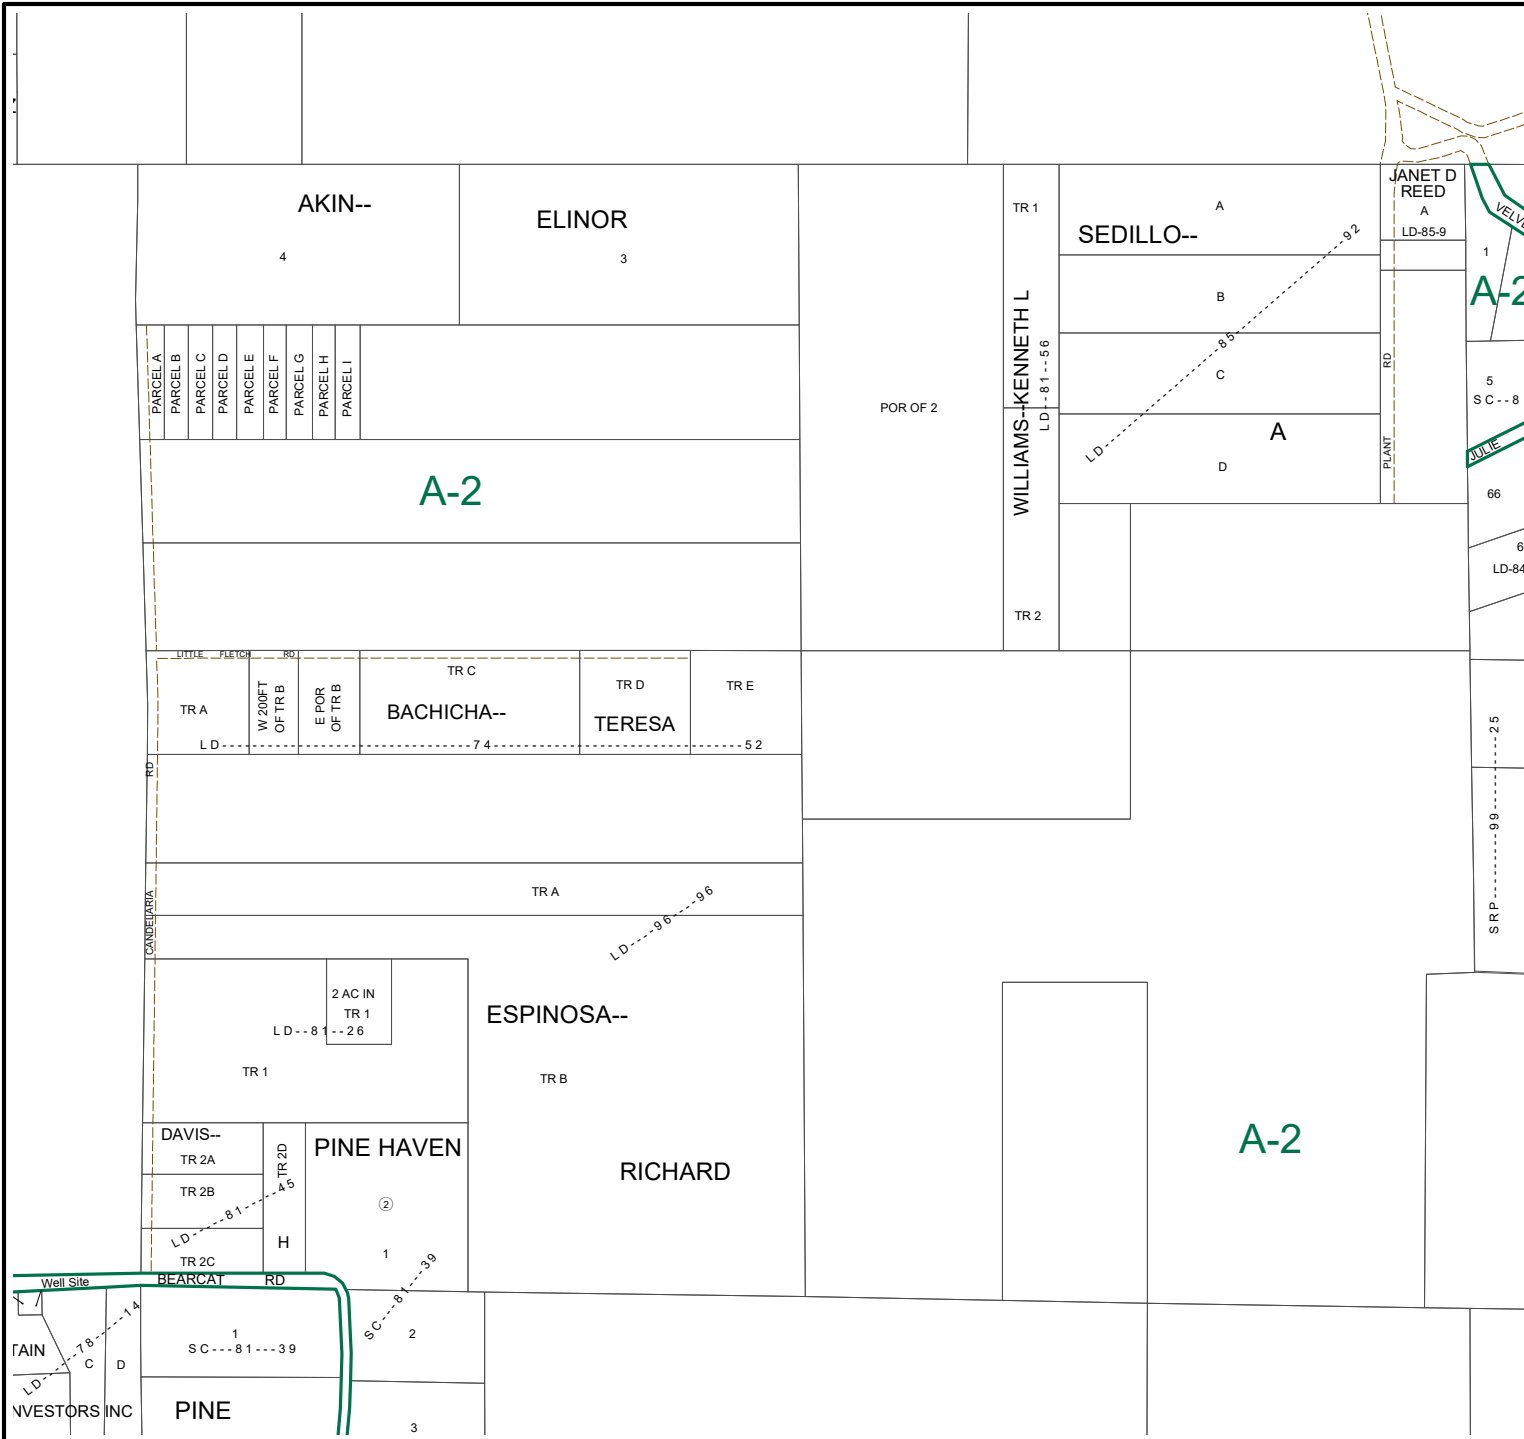 AKIN--
ELINOR
4
3
TR 1
WILLIAMS--KENNETH L
LD--81--56
TR 2
POR OF 2
SEDILLO--
A
B
C
A
D
LD-----85-----92
JANET D
REED
A
LD-85-9
PLANT RD
1
A-2
5
SC--8
JULIE
66
LD-84
PARCEL A
PARCEL B
PARCEL C
PARCEL D
PARCEL E
PARCEL F
PARCEL G
PARCEL H
PARCEL I
A-2
LITTLE FLETCH RD
TR A
W 200FT
OF TR B
E POR
OF TR B
TR C
BACHICHA--
TR D
TERESA
TR E
LD-----74-----52
CANDELARIA RD
SRP-----99-----25
TR A
LD-----96-----96
2 AC IN
TR 1
LD--81--26
TR 1
ESPINOSA--
TR B
RICHARD
A-2
DAVIS--
TR 2A
TR 2B
TR 2C
TR 2D
H
LD-----81----45
PINE HAVEN
2
1
SC----81----39
Well Site
BEARCAT RD
LD-----78-----14
C
D
1
SC---81---39
2
PINE
3
TAIN
NVESTORS INC